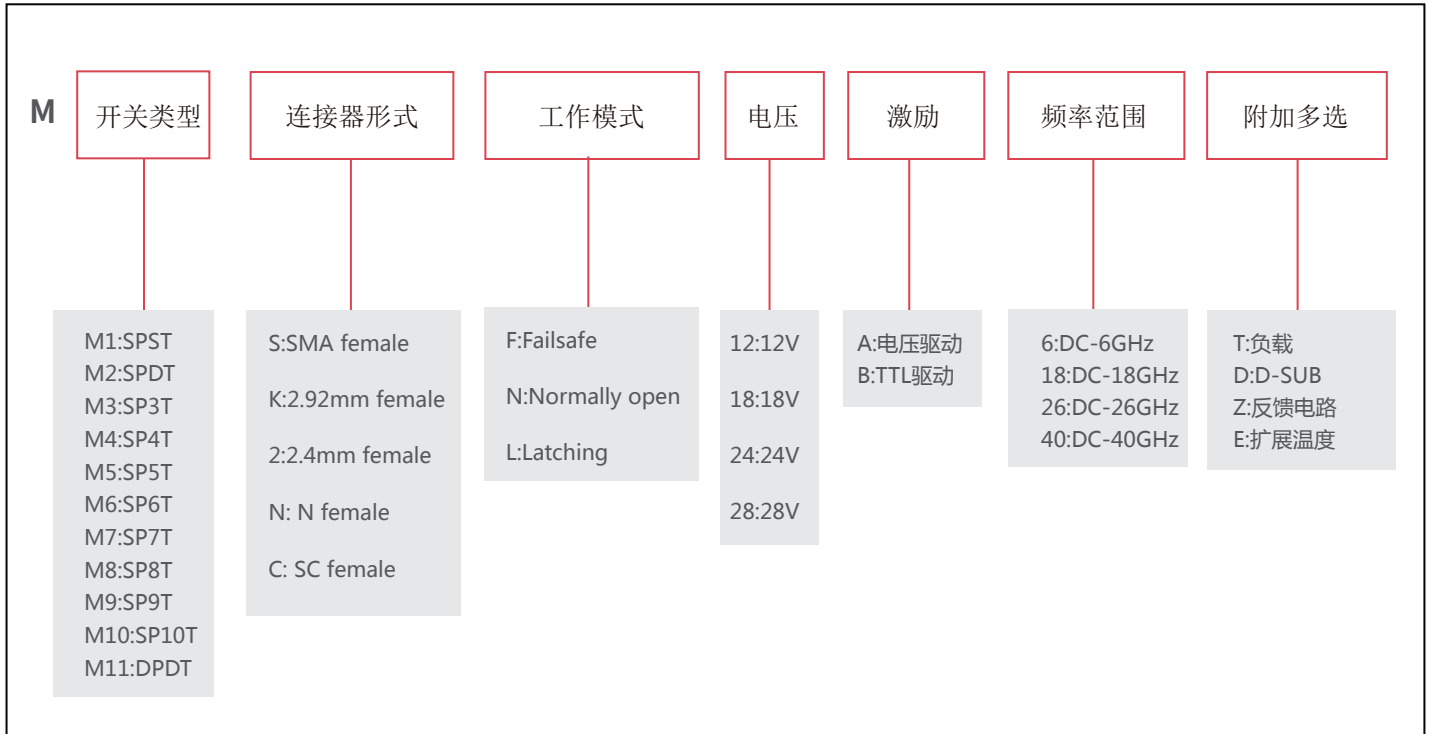 M
开关类型
连接器形式
工作模式
电压
激励
频率范围
附加多选
M1:SPST
M2:SPDT
M3:SP3T
M4:SP4T
M5:SP5T
M6:SP6T
M7:SP7T
M8:SP8T
M9:SP9T
M10:SP10T
M11:DPDT
S:SMA female
K:2.92mm female
2:2.4mm female
N: N female
C: SC female
F:Failsafe
N:Normally open
L:Latching
12:12V
18:18V
24:24V
28:28V
A:电压驱动
B:TTL驱动
6:DC-6GHz
18:DC-18GHz
26:DC-26GHz
40:DC-40GHz
T:负载
D:D-SUB
Z:反馈电路
E:扩展温度